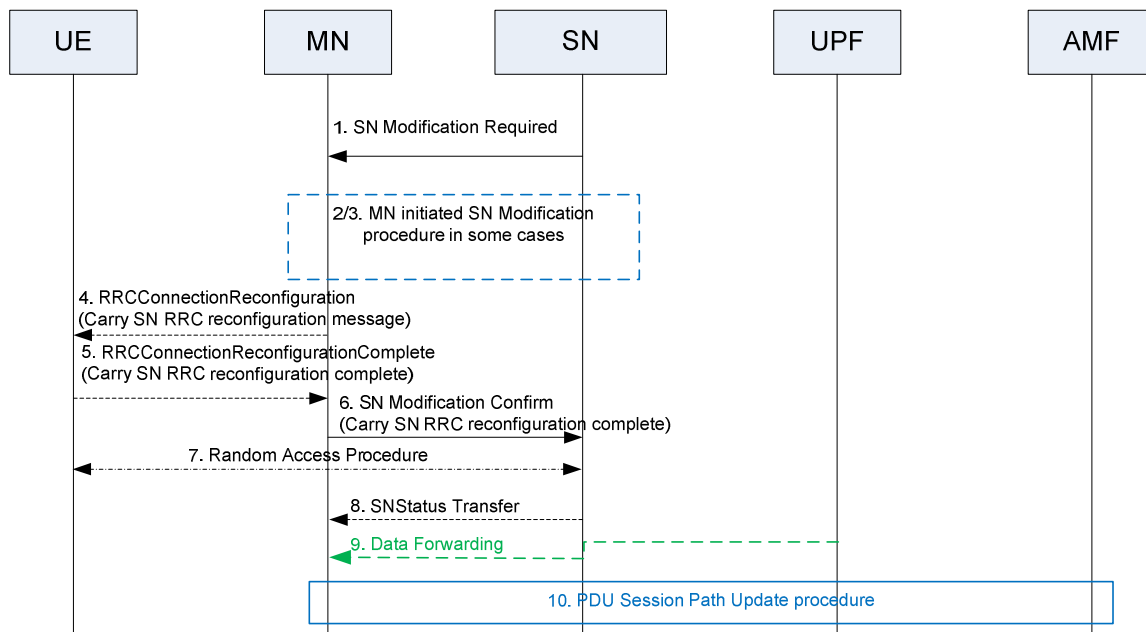 UE MN SN UPF AMF
1. SN Modification Required
2/3. MN initiated SN Modification
procedure in some cases
4. RRCConnectionReconfiguration
(Carry SN RRC reconfiguration message)
5. RRCConnectionReconfigurationComplete
(Carry SN RRC reconfiguration complete)
6. SN Modification Confirm
(Carry SN RRC reconfiguration complete)
7. Random Access Procedure
8. SNStatus Transfer
9. Data Forwarding
10. PDU Session Path Update procedure